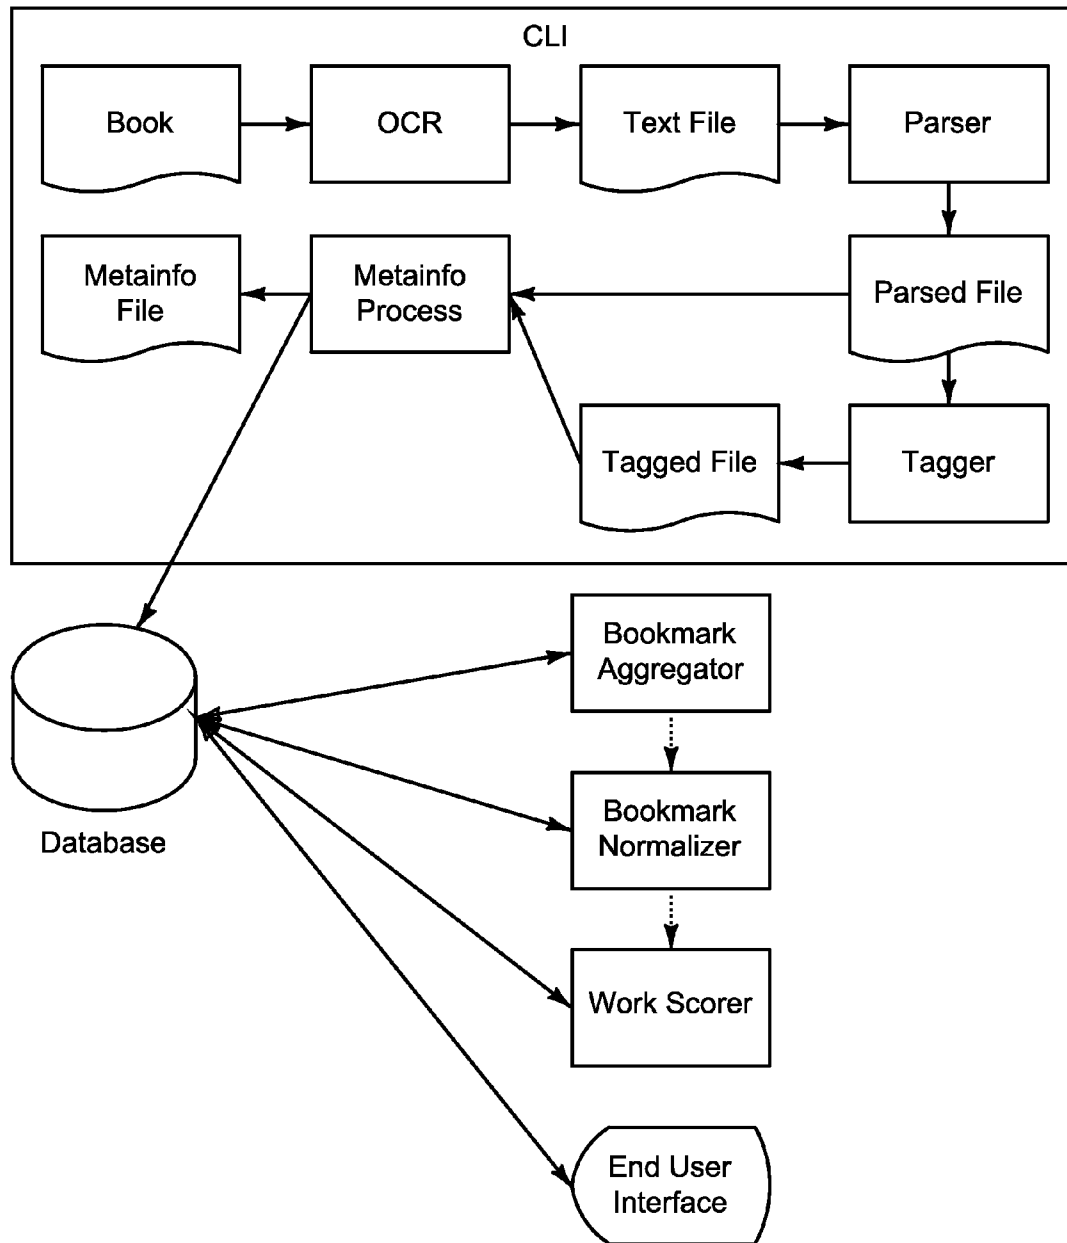 CLI
Book
OCR
Text File
Parser
Metainfo
File
Metainfo
Process
Parsed File
Tagged File
Tagger
Database
Bookmark
Aggregator
Bookmark
Normalizer
Work Scorer
End User
Interface